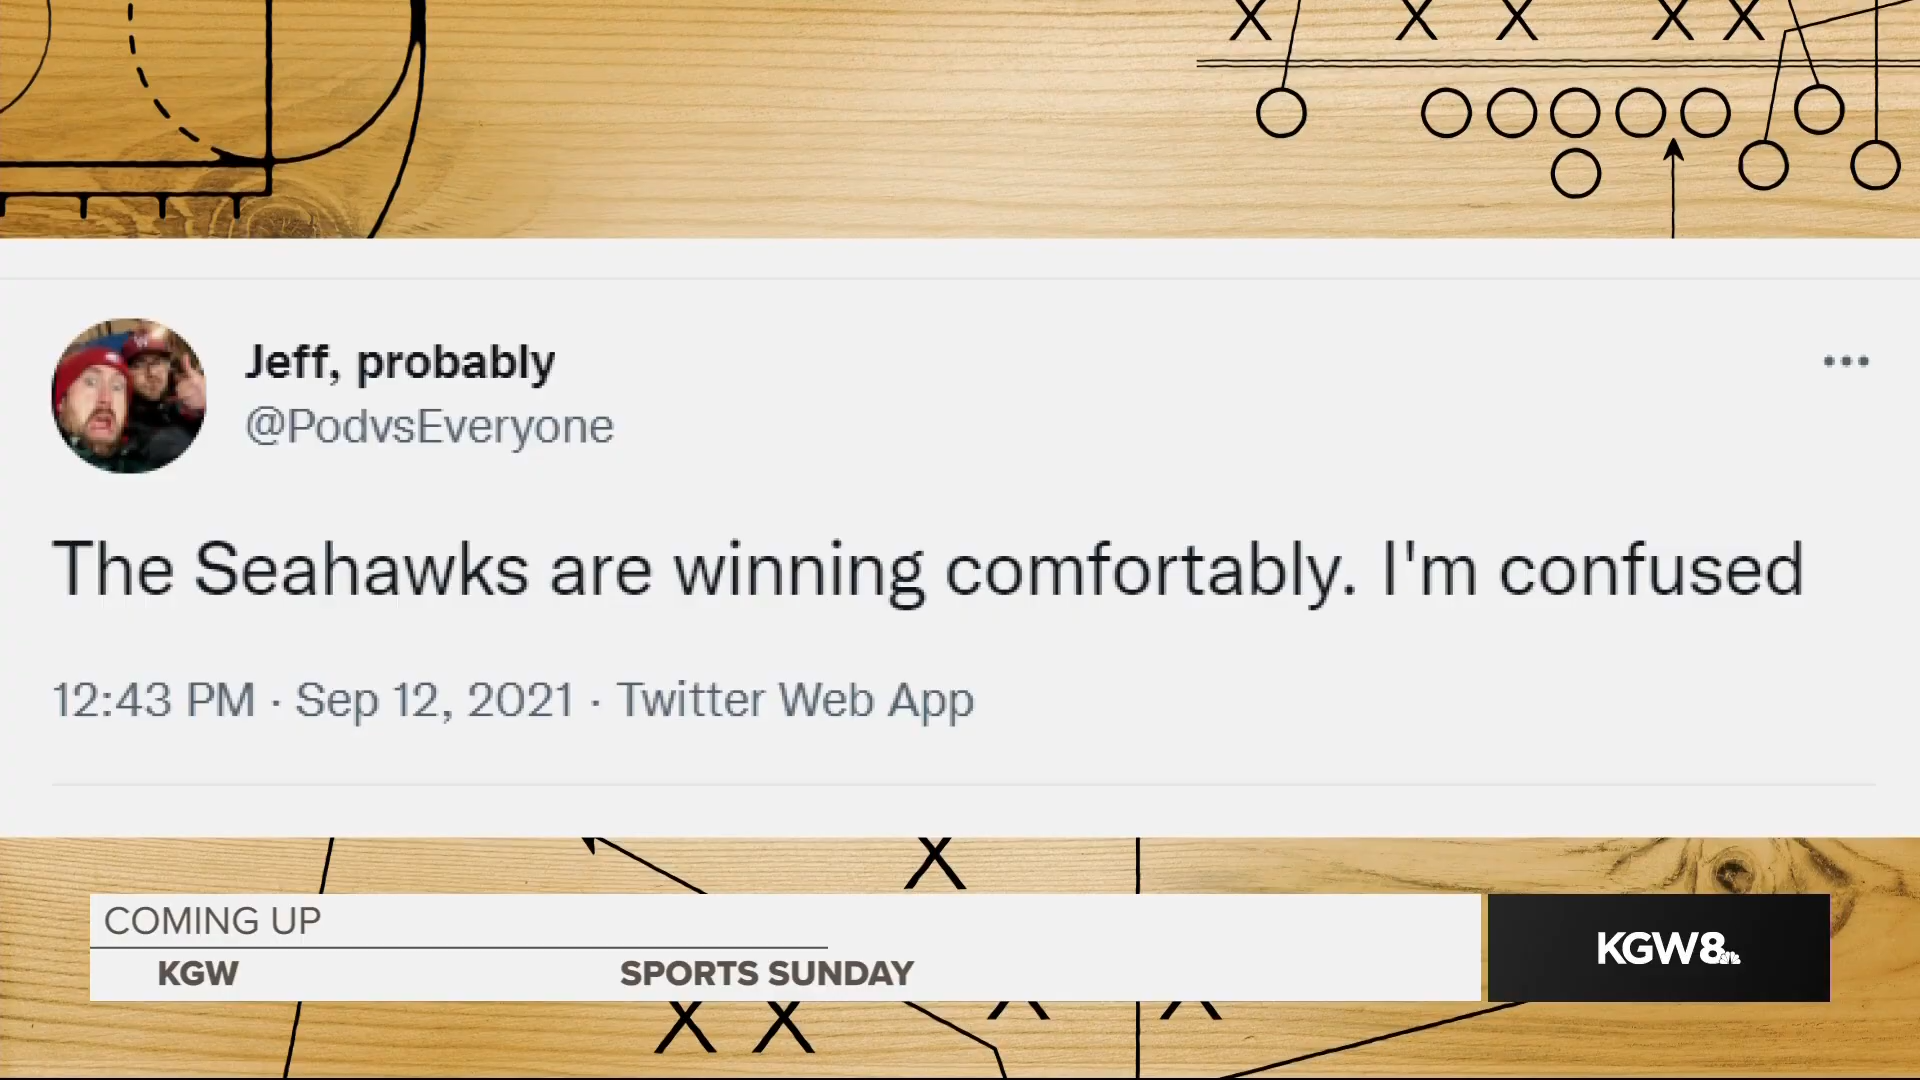 Jeff, probably
@PodvsEveryone
The Seahawks are winning comfortably. I'm confused
12:43 PM · Sep 12, 2021 · Twitter Web App
COMING UP
KGW SPORTS SUNDAY
KGW8